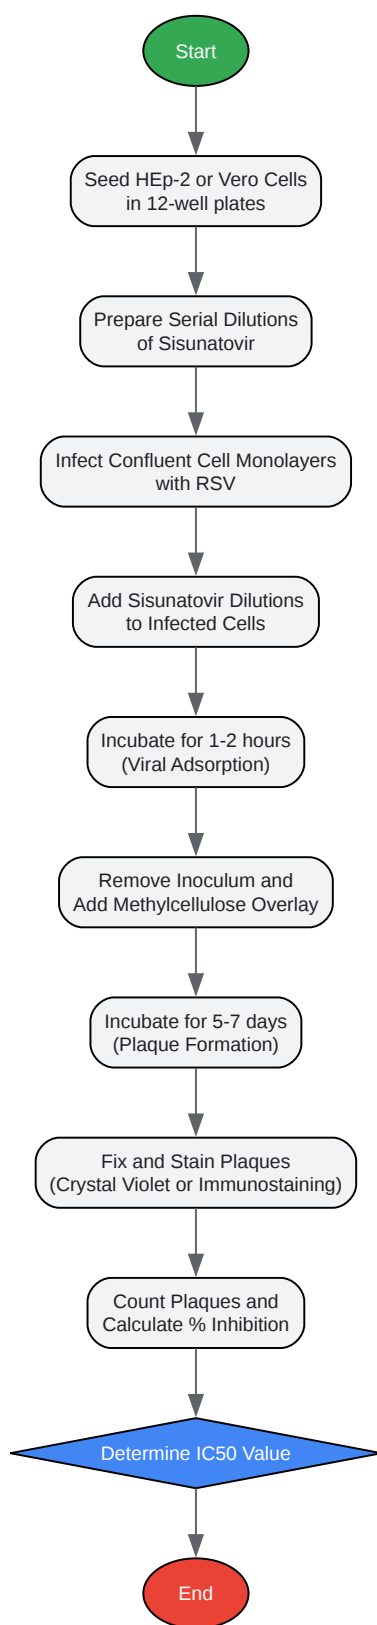 Start
Seed HEp-2 or Vero Cells
in 12-well plates
Prepare Serial Dilutions
of Sisunatovir
Infect Confluent Cell Monolayers
with RSV
Add Sisunatovir Dilutions
to Infected Cells
Incubate for 1-2 hours
(Viral Adsorption)
Remove Inoculum and
Add Methylcellulose Overlay
Incubate for 5-7 days
(Plaque Formation)
Fix and Stain Plaques
(Crystal Violet or Immunostaining)
Count Plaques and
Calculate % Inhibition
Determine IC50 Value
End